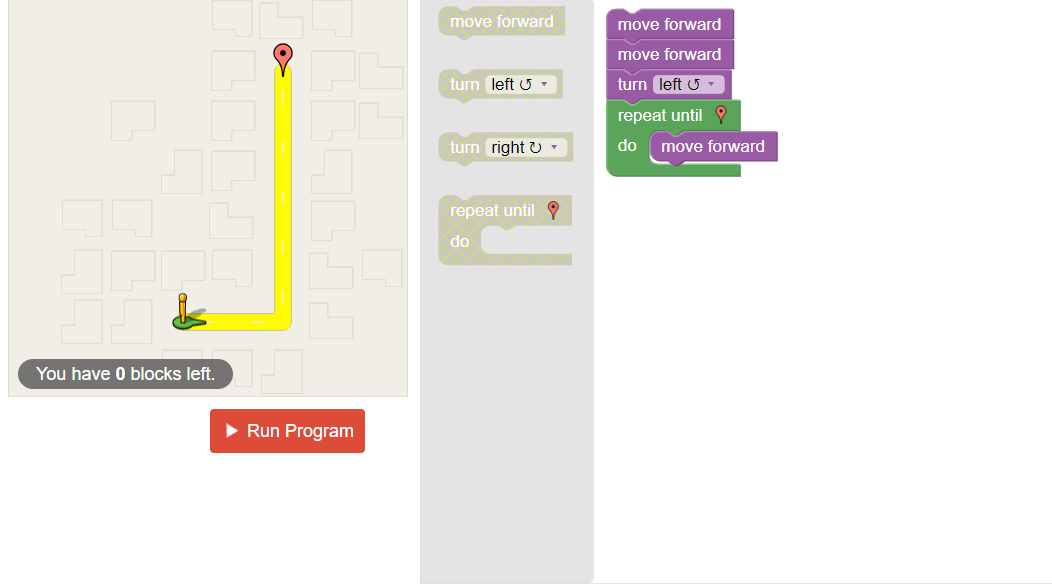 You have 0 blocks left.
Run Program
move forward
turn left ↺ ▾
turn right ↻ ▾
repeat until
do
move forward
move forward
turn left ↺ ▾
repeat until
do move forward